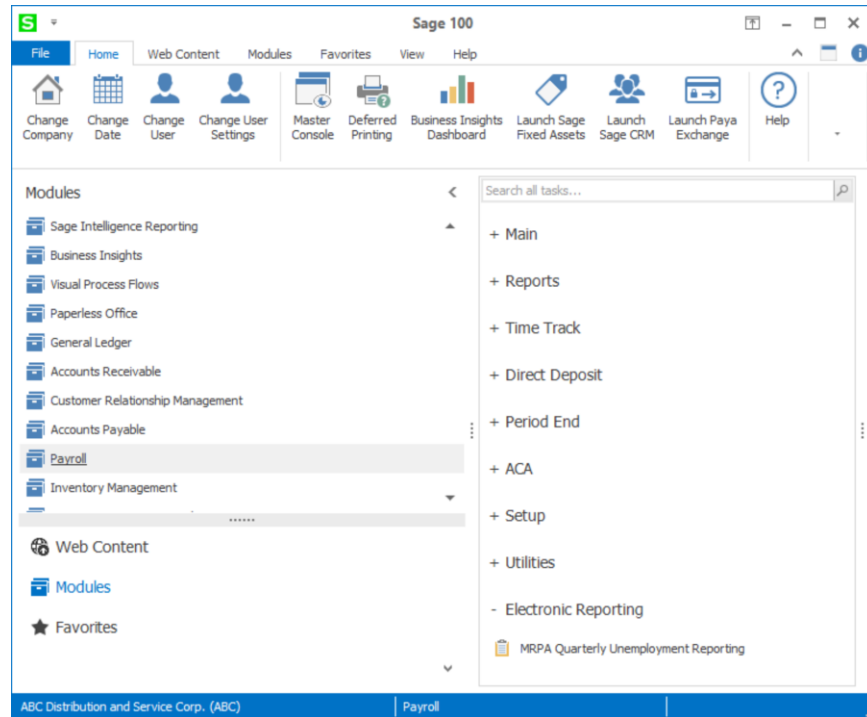 S
Sage 100
File Home Web Content Modules Favorites View Help
Change Company
Change Date
Change User
Change User Settings
Master Console
Deferred Printing
Business Insights Dashboard
Launch Sage Fixed Assets
Launch Sage CRM
Launch Paya Exchange
Help
Modules
Sage Intelligence Reporting
Business Insights
Visual Process Flows
Paperless Office
General Ledger
Accounts Receivable
Customer Relationship Management
Accounts Payable
Payroll
Inventory Management
Web Content
Modules
Favorites
Search all tasks...
+ Main
+ Reports
+ Time Track
+ Direct Deposit
+ Period End
+ ACA
+ Setup
+ Utilities
- Electronic Reporting
MRPA Quarterly Unemployment Reporting
ABC Distribution and Service Corp. (ABC)
Payroll